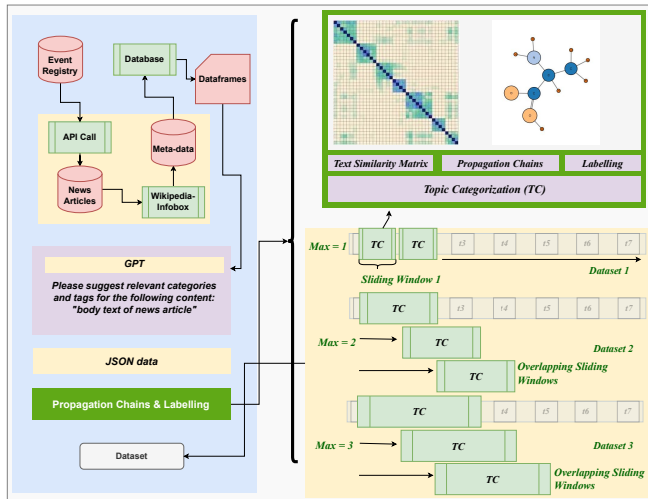 Event
Registry
Database
Dataframes
API Call
Meta-data
News
Articles
Wikipedia-
Infobox
GPT
Please suggest relevant categories
and tags for the following content:
"body text of news article"
JSON data
Propagation Chains & Labelling
Dataset
Text Similarity Matrix
Propagation Chains
Labelling
Topic Categorization (TC)
Max = 1
TC
TC
t3
t4
t5
t6
t7
Sliding Window 1
Dataset 1
TC
t3
t4
t5
t6
t7
Max = 2
TC
Dataset 2
TC
Overlapping Sliding
Windows
TC
t4
t5
t6
t7
Max = 3
TC
Dataset 3
TC
Overlapping Sliding
Windows